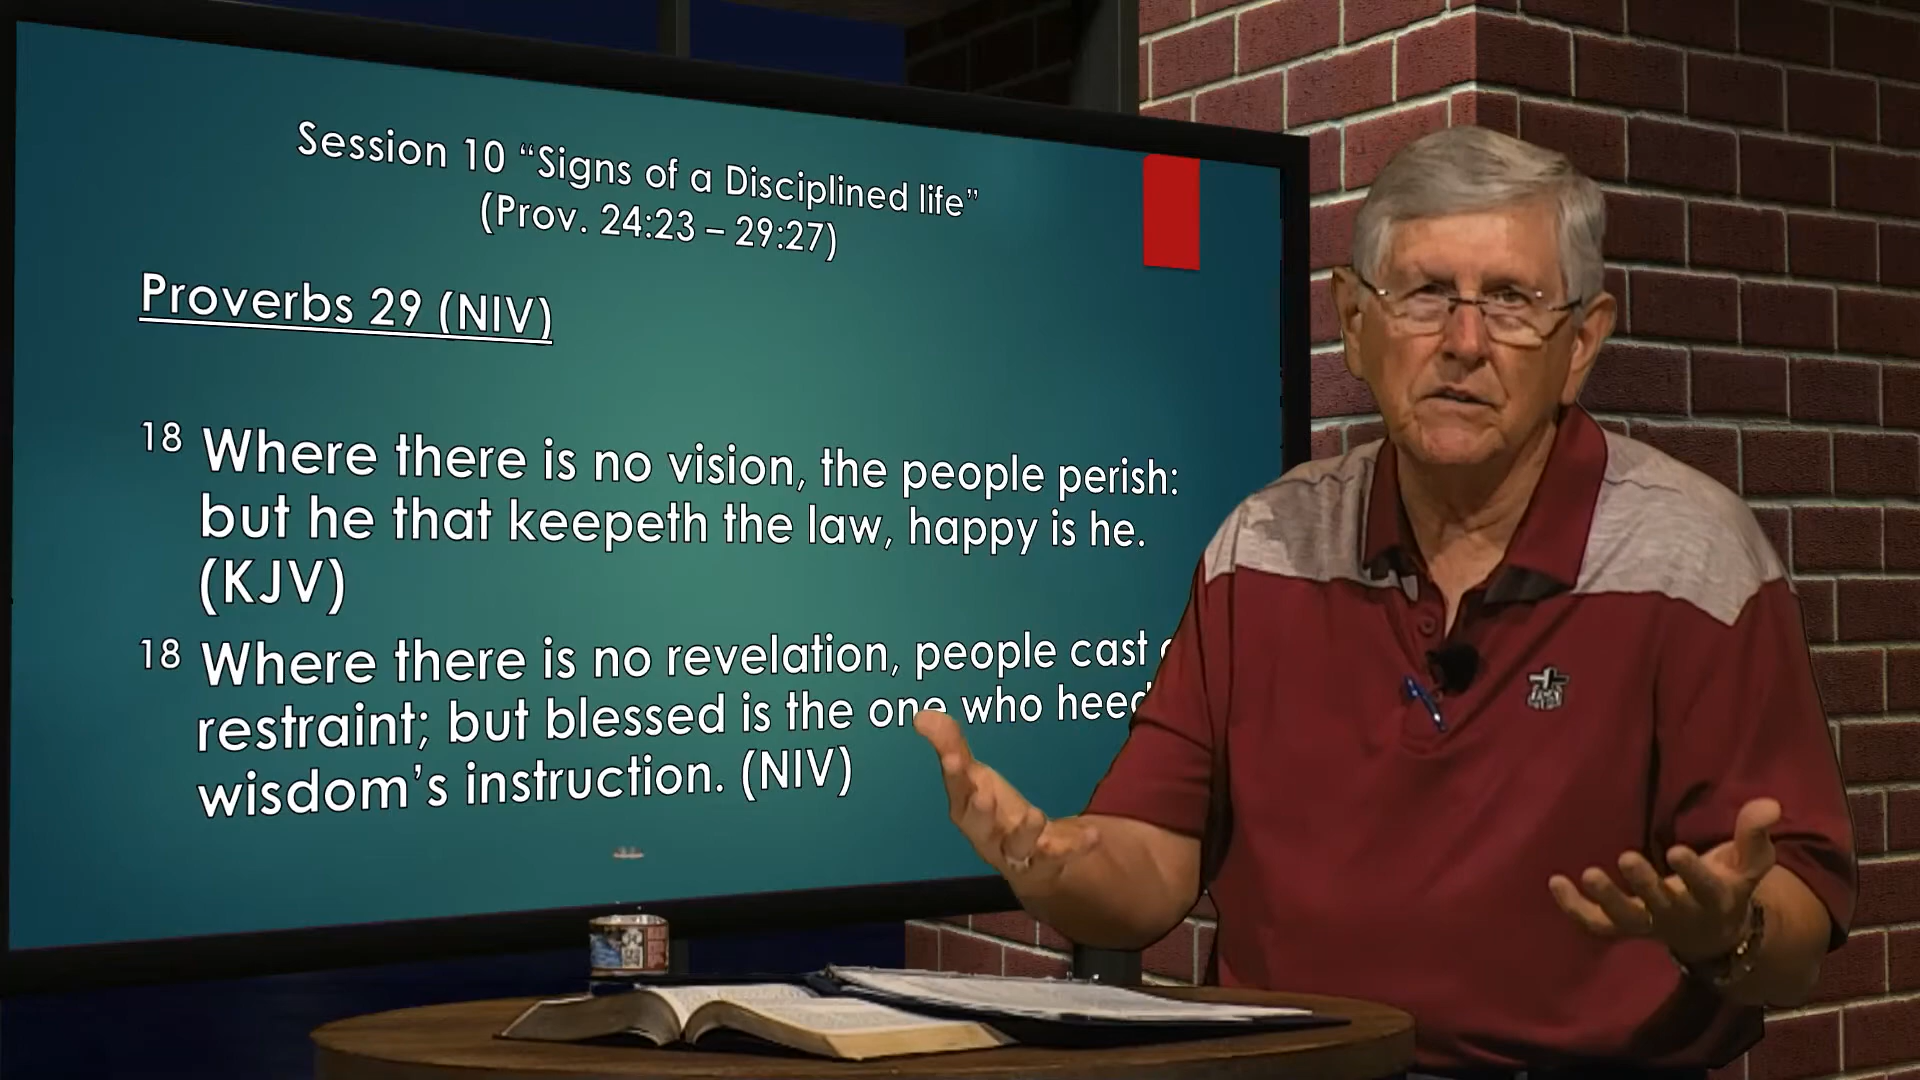 Session 10 “Signs of a Disciplined life”
(Prov. 24:23 – 29:27)
Proverbs 29 (NIV)
18 Where there is no vision, the people perish:
but he that keepeth the law, happy is he.
(KJV)
18 Where there is no revelation, people cast
restraint; but blessed is the one who
wisdom’s instruction. (NIV)